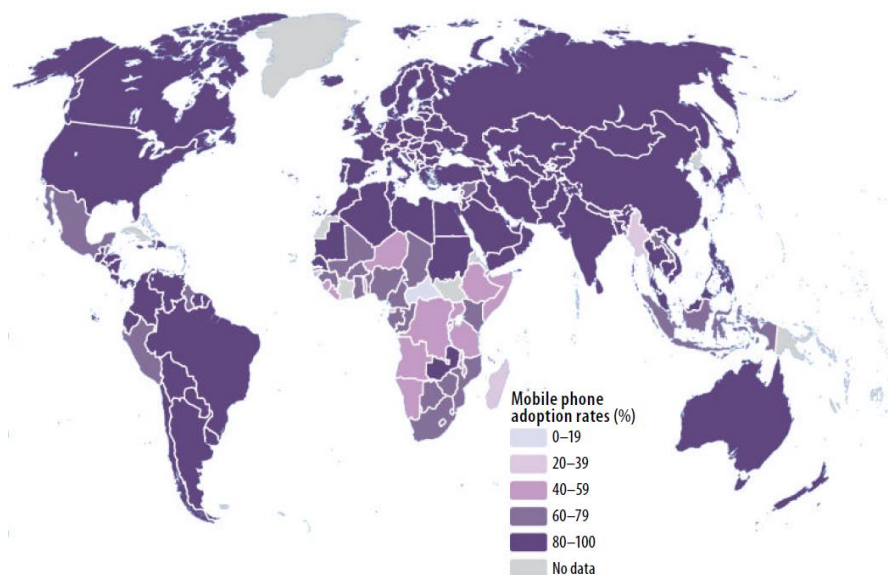 Mobile phone
adoption rates (%)
0–19
20–39
40–59
60–79
80–100
No data